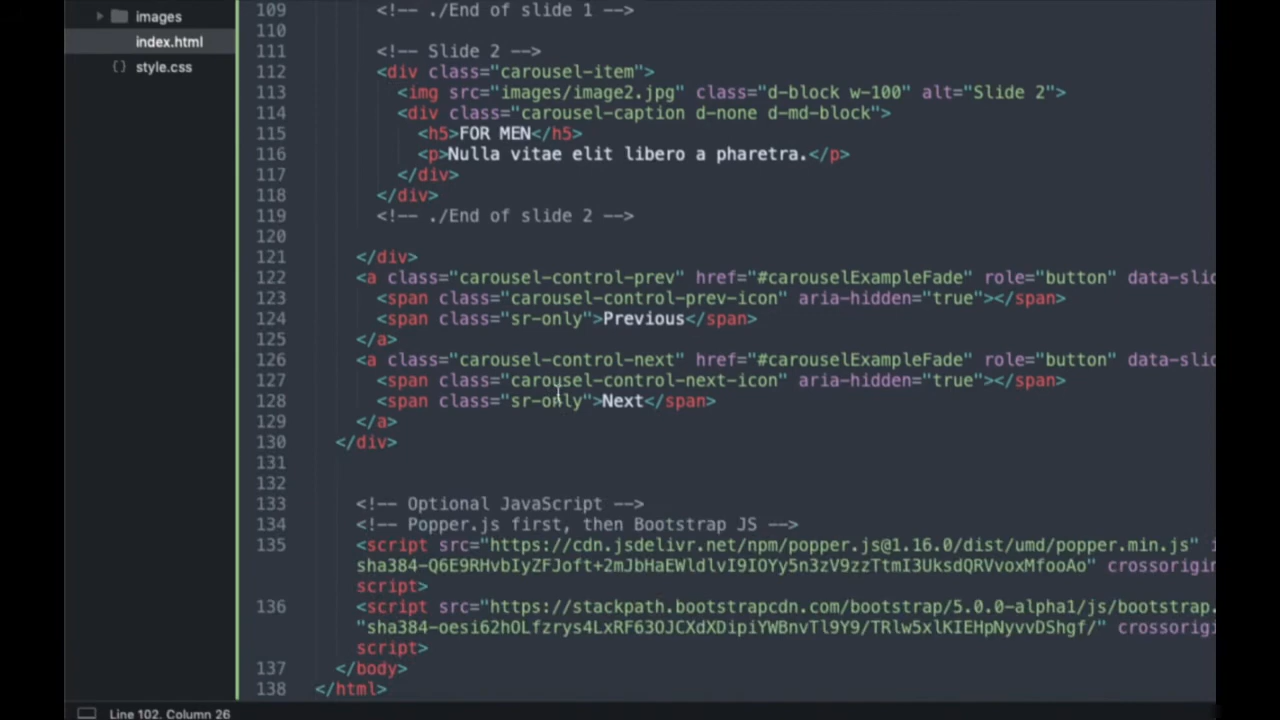 images
index.html
{} style.css
109 <!-- ./End of slide 1 -->
110
111 <!-- Slide 2 -->
112 <div class="carousel-item">
113 <img src="images/image2.jpg" class="d-block w-100" alt="Slide 2">
114 <div class="carousel-caption d-none d-md-block">
115 <h5>FOR MEN</h5>
116 <p>Nulla vitae elit libero a pharetra.</p>
117 </div>
118 </div>
119 <!-- ./End of slide 2 -->
120
121 </div>
122 <a class="carousel-control-prev" href="#carouselExampleFade" role="button" data-slid
123 <span class="carousel-control-prev-icon" aria-hidden="true"></span>
124 <span class="sr-only">Previous</span>
125 </a>
126 <a class="carousel-control-next" href="#carouselExampleFade" role="button" data-slid
127 <span class="carousel-control-next-icon" aria-hidden="true"></span>
128 <span class="sr-only">Next</span>
129 </a>
130 </div>
131
132
133 <!-- Optional JavaScript -->
134 <!-- Popper.js first, then Bootstrap JS -->
135 <script src="https://cdn.jsdelivr.net/npm/popper.js@1.16.0/dist/umd/popper.min.js" i
sha384-Q6E9RHvbIyZFJoft+2mJbHaEWldlvI9IOYy5n3zV9zzTtmI3UksdQRVvoxMfooAo" crossorigin
script>
136 <script src="https://stackpath.bootstrapcdn.com/bootstrap/5.0.0-alpha1/js/bootstrap.
"sha384-oesi62hOLfzrys4LxRF63OJCXdXDipiYWBnvTl9Y9/TRlw5xlKIEHpNyvvDShgf/" crossorigi
script>
137 </body>
138 </html>
Line 102, Column 26